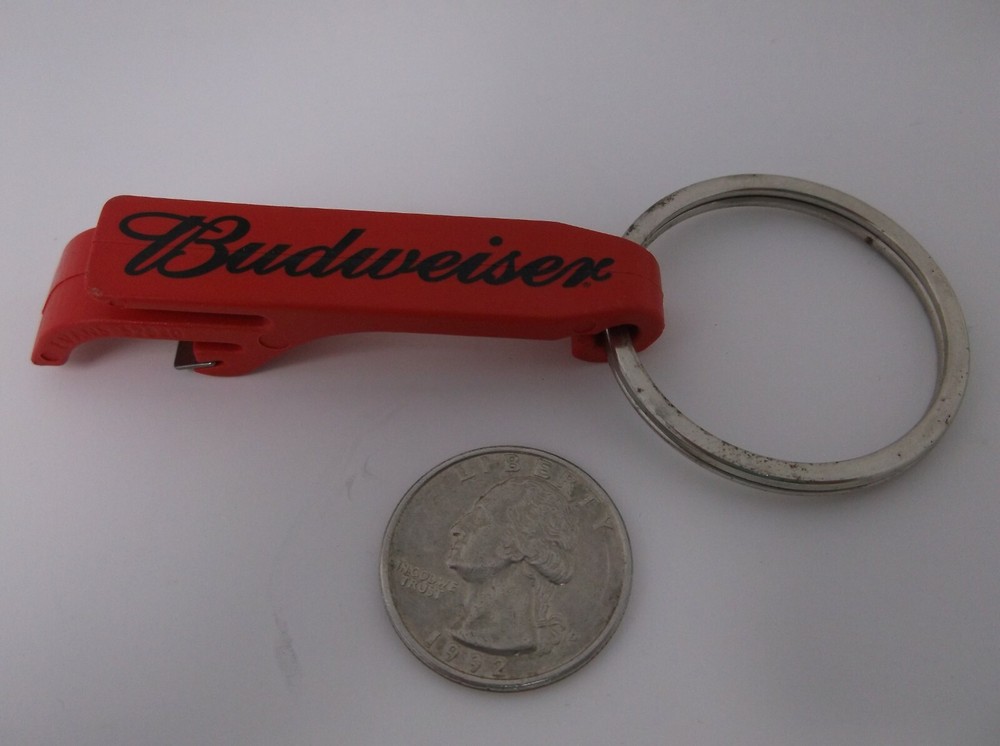 Budweiser
LIBERTY
IN GOD WE
TRUST
P
1992